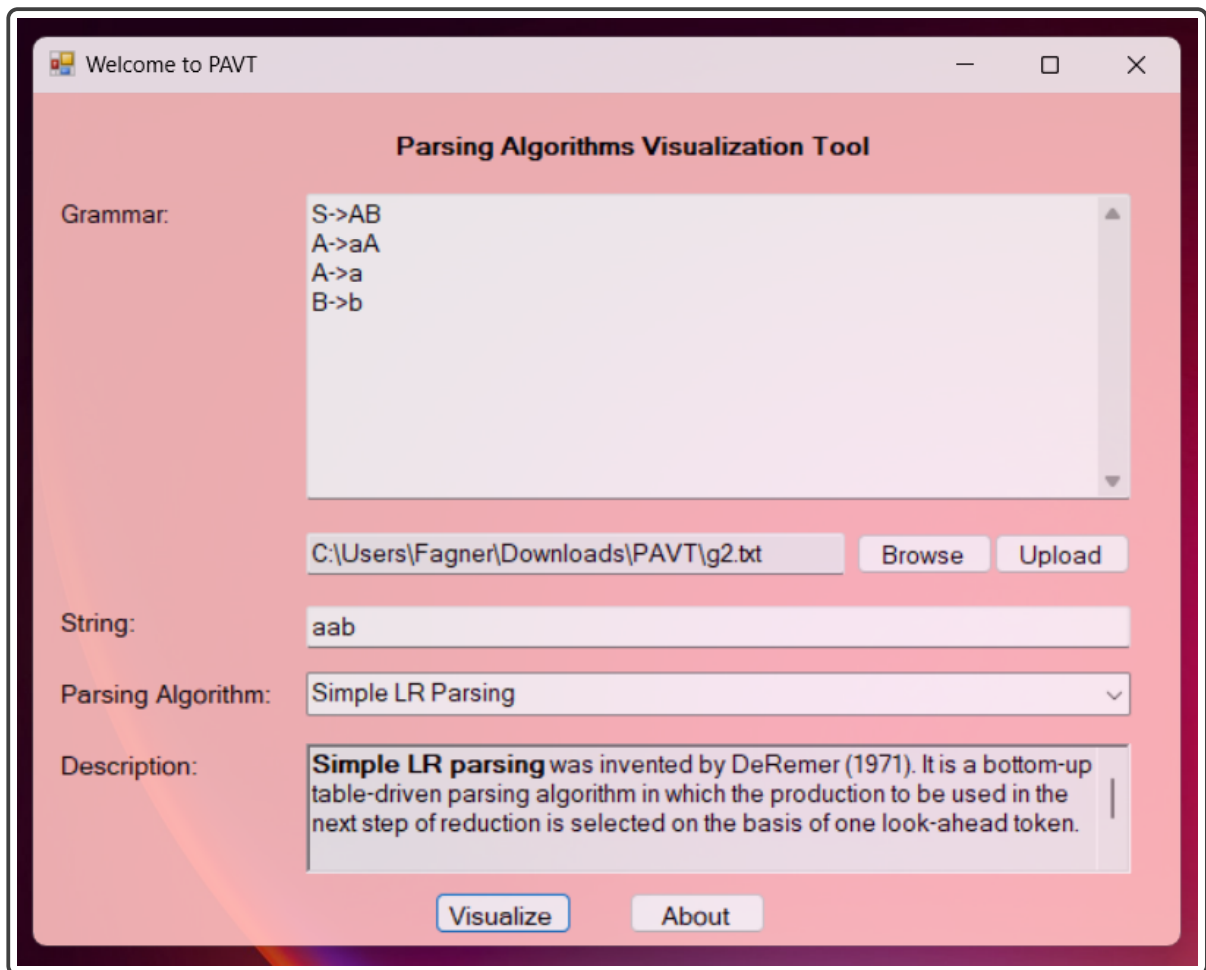 Welcome to PAVT
Parsing Algorithms Visualization Tool
Grammar:
S->AB
A->aA
A->a
B->b
C:\Users\Fagner\Downloads\PAVT\g2.txt
Browse
Upload
String:
aab
Parsing Algorithm:
Simple LR Parsing
Description:
Simple LR parsing was invented by DeRemer (1971). It is a bottom-up
table-driven parsing algorithm in which the production to be used in the
next step of reduction is selected on the basis of one look-ahead token.
Visualize
About